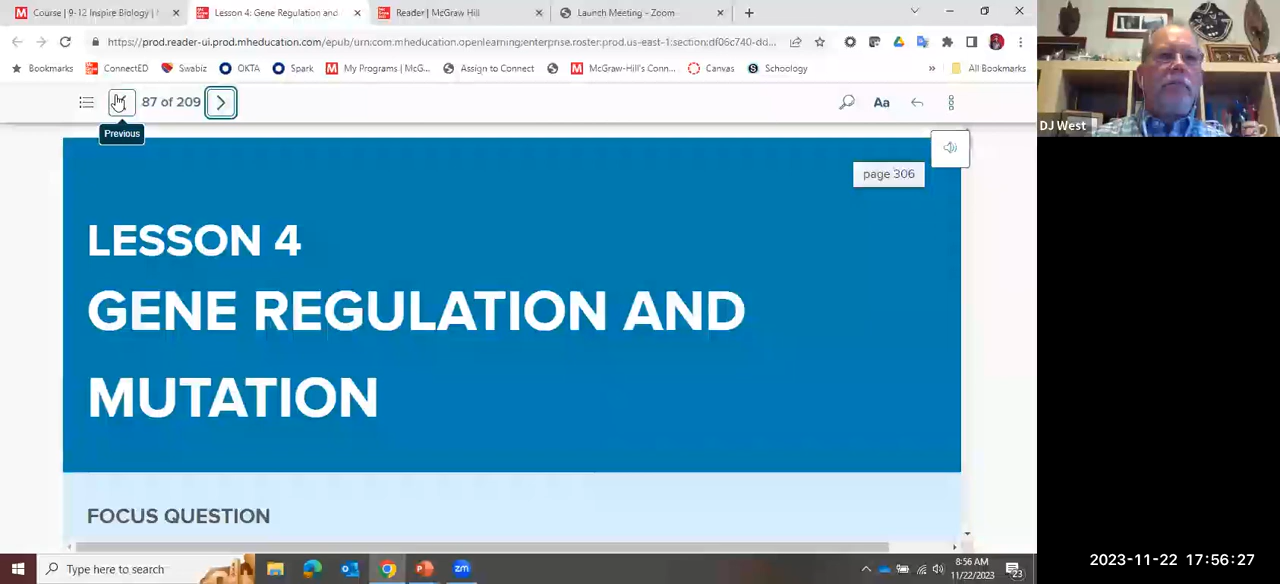 Course | 9-12 Inspire Biology |
Lesson 4: Gene Regulation and
Reader | McGraw Hill
Launch Meeting - Zoom
https://prod.reader-ui.prod.mheducation.com/epub/urn:com.mheducation.openlearning:enterprise.roster.prod.us-east-1:section:df06c740-dd...
Bookmarks
ConnectED
Swabiz
OKTA
Spark
My Programs | McG...
Align to Connect
McGraw-Hill's Conn...
Canvas
Schoology
»
All Bookmarks
87 of 209
Aa
Previous
page 306
LESSON 4
GENE REGULATION AND
MUTATION
FOCUS QUESTION
DJ West
Type here to search
8:56 AM
11/22/2023
23
2023-11-22 17:56:27